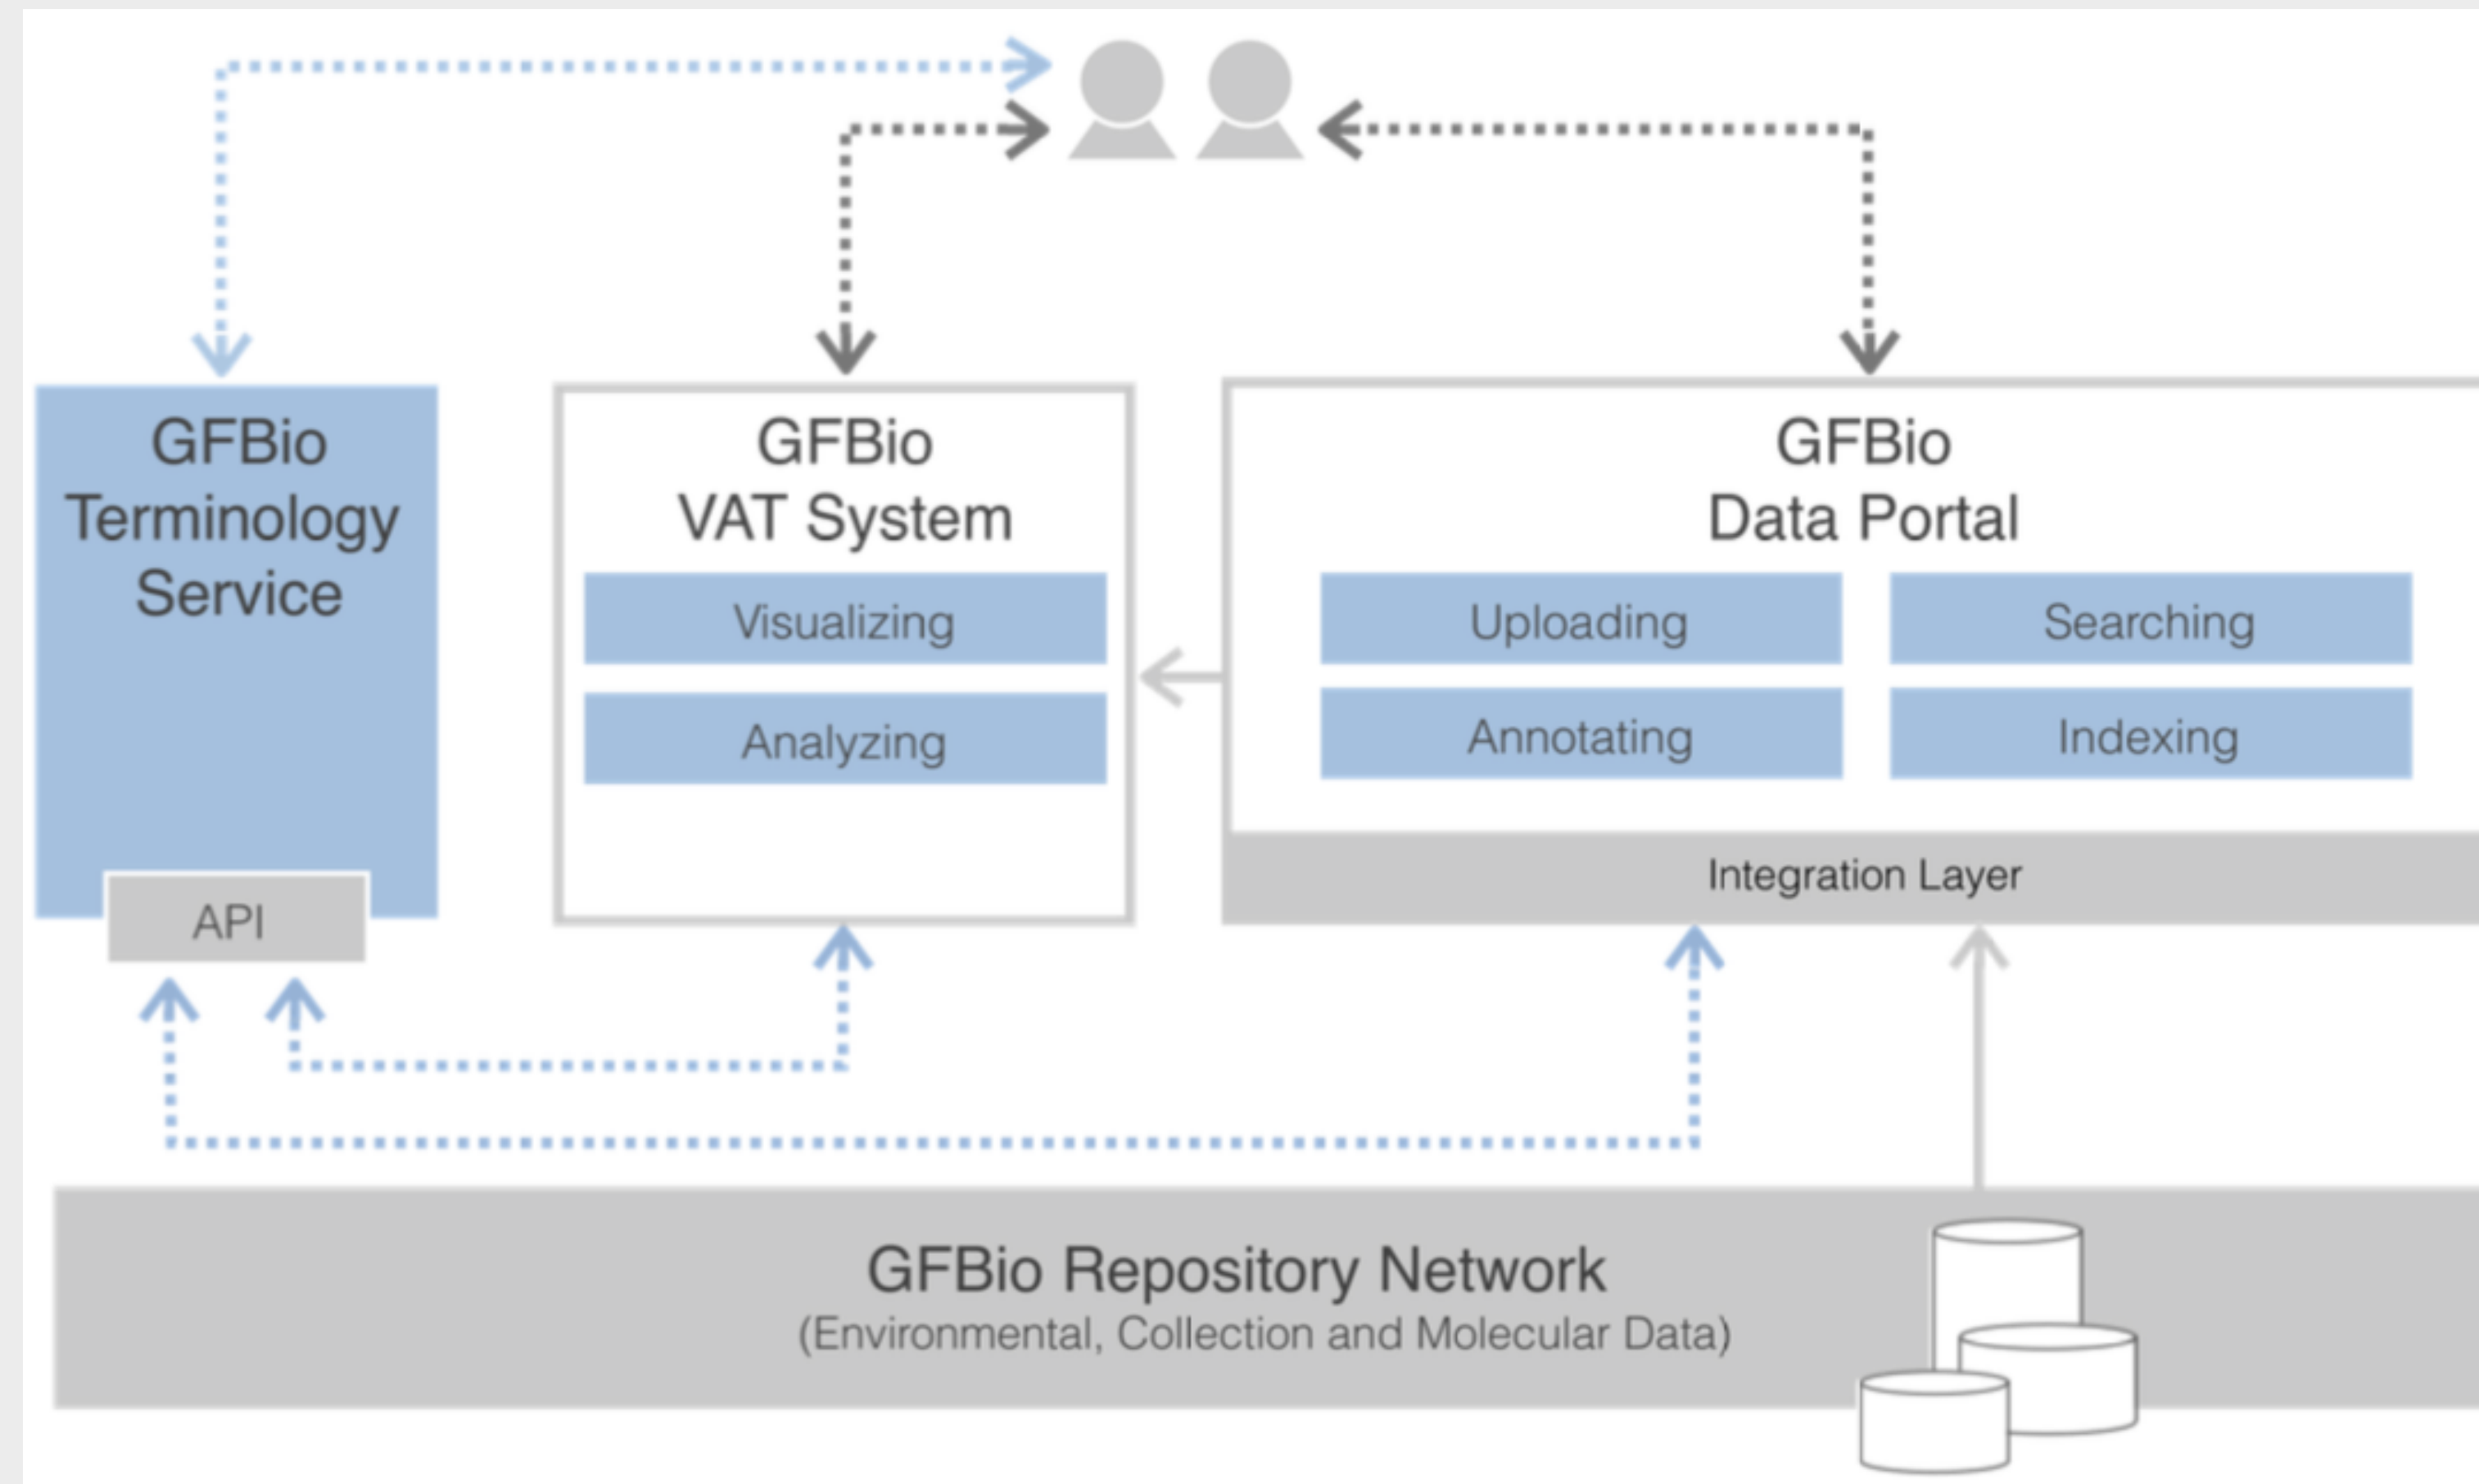 GFBio
Terminology
Service
API
GFBio
VAT System
Visualizing
Analyzing
GFBio
Data Portal
Uploading
Searching
Annotating
Indexing
Integration Layer
GFBio Repository Network
(Environmental, Collection and Molecular Data)